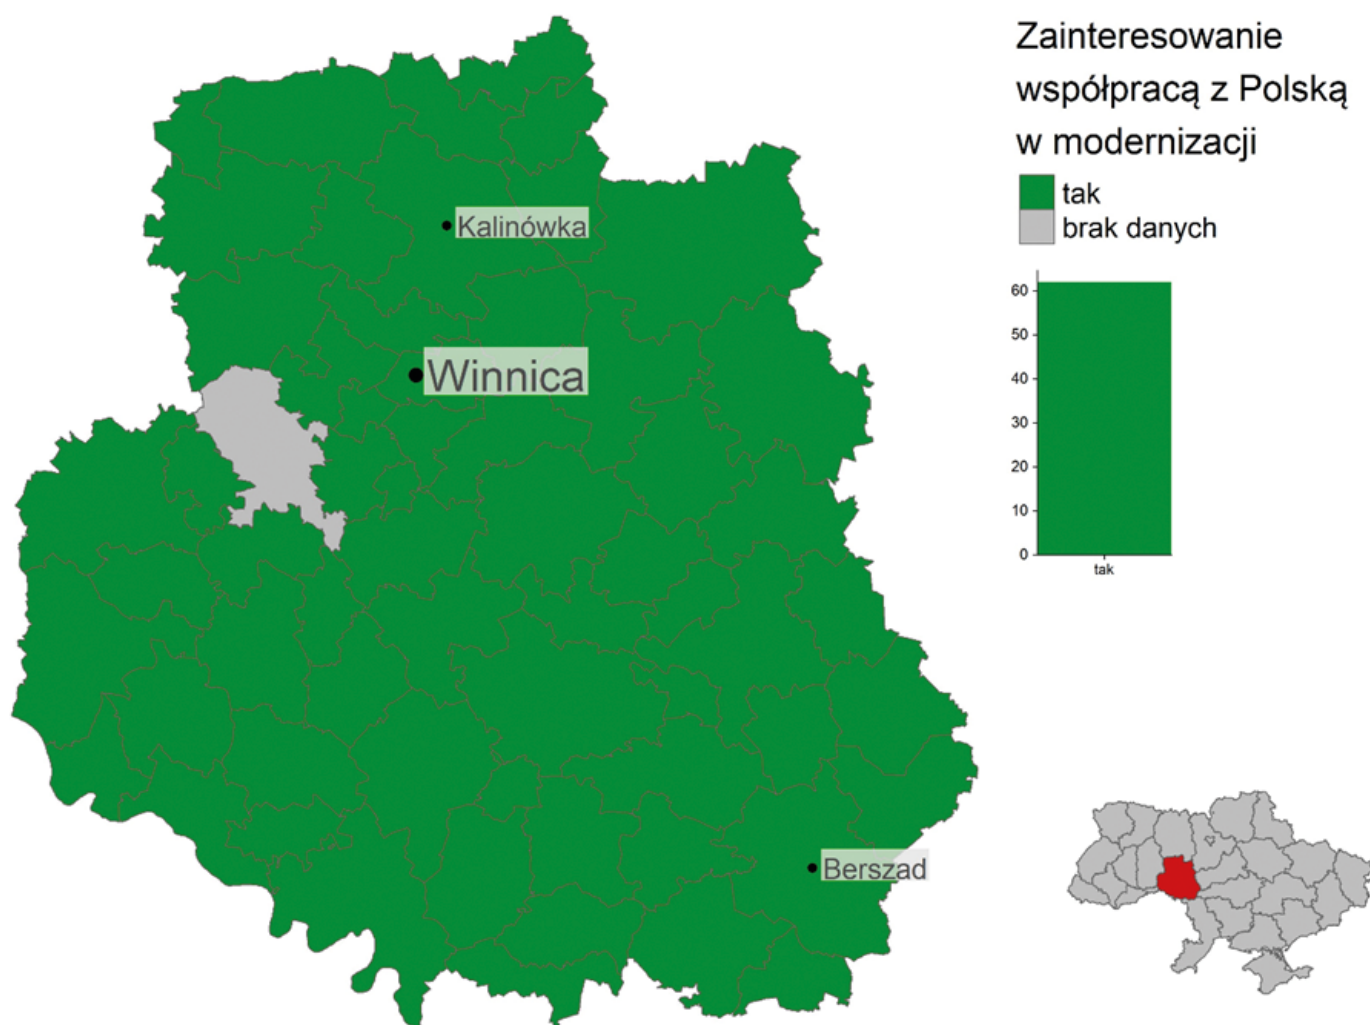 Zainteresowanie
współpracą z Polską
w modernizacji
tak
brak danych
60
50
40
30
20
10
0
tak
Kalinówka
Winnica
Berszad